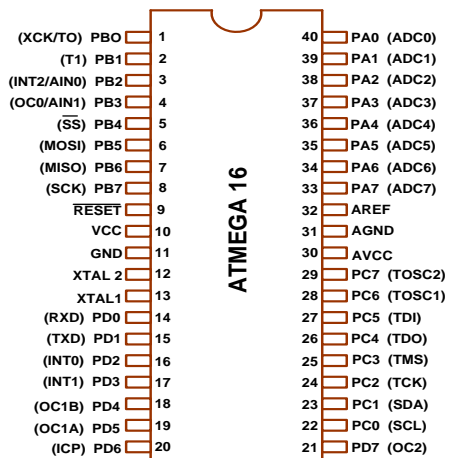 (XCK/TO) PBO 1 40 PA0 (ADC0)
(T1) PB1 2 39 PA1 (ADC1)
(INT2/AIN0) PB2 3 38 PA2 (ADC2)
(OC0/AIN1) PB3 4 37 PA3 (ADC3)
(SS) PB4 5 36 PA4 (ADC4)
(MOSI) PB5 6 35 PA5 (ADC5)
(MISO) PB6 7 34 PA6 (ADC6)
(SCK) PB7 8 33 PA7 (ADC7)
RESET 9 32 AREF
VCC 10 31 AGND
GND 11 30 AVCC
XTAL 2 12 29 PC7 (TOSC2)
XTAL1 13 28 PC6 (TOSC1)
(RXD) PD0 14 27 PC5 (TDI)
(TXD) PD1 15 26 PC4 (TDO)
(INT0) PD2 16 25 PC3 (TMS)
(INT1) PD3 17 24 PC2 (TCK)
(OC1B) PD4 18 23 PC1 (SDA)
(OC1A) PD5 19 22 PC0 (SCL)
(ICP) PD6 20 21 PD7 (OC2)
ATMEGA 16